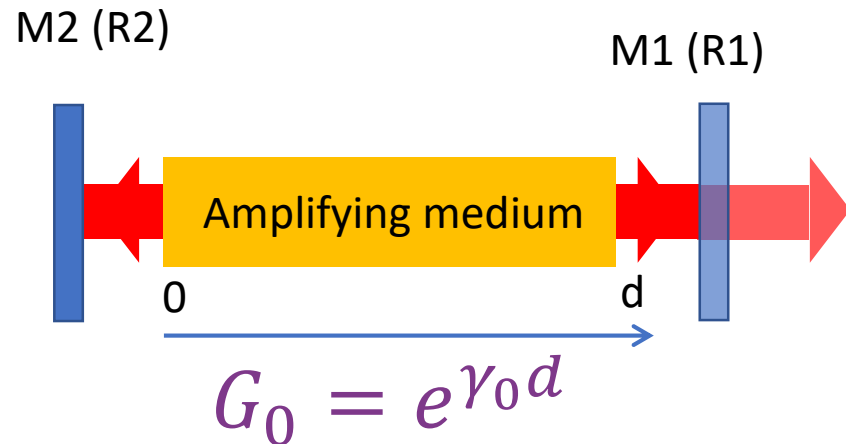 M2 (R2)
M1 (R1)
Amplifying medium
0
d
G₀ = e^{γ₀d}